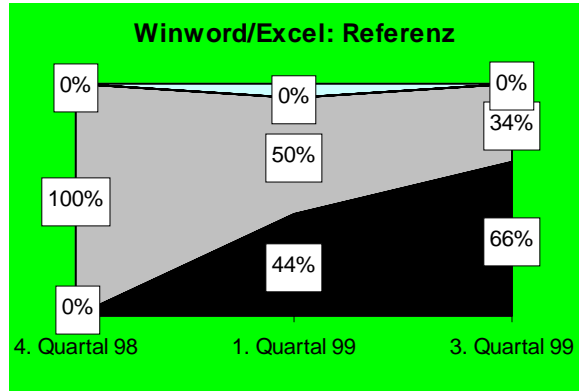 Winword/Excel: Referenz
0% 0% 0%
34%
50%
100%
66%
44%
0%
4. Quartal 98 1. Quartal 99 3. Quartal 99